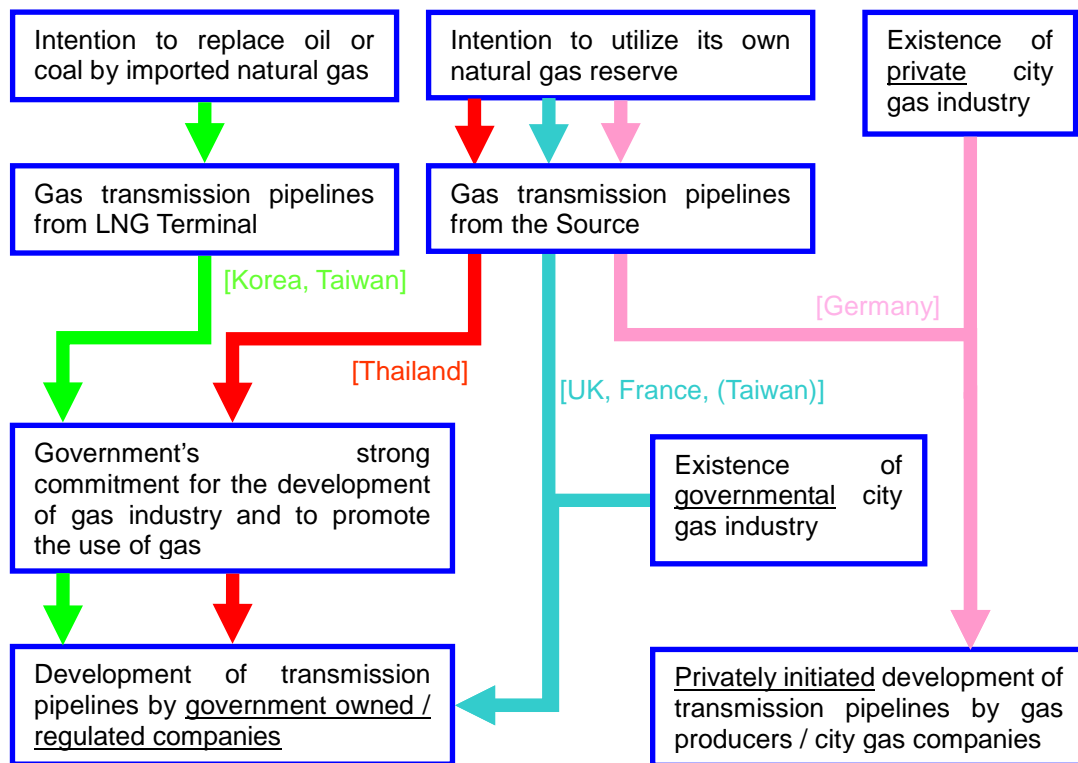 Intention to replace oil or
coal by imported natural gas
Intention to utilize its own
natural gas reserve
Existence of
private city
gas industry
Gas transmission pipelines
from LNG Terminal
Gas transmission pipelines
from the Source
[Korea, Taiwan]
[Germany]
[Thailand]
[UK, France, (Taiwan)]
Government’s strong
commitment for the development
of gas industry and to promote
the use of gas
Existence of
governmental city
gas industry
Development of transmission
pipelines by government owned /
regulated companies
Privately initiated development of
transmission pipelines by gas
producers / city gas companies